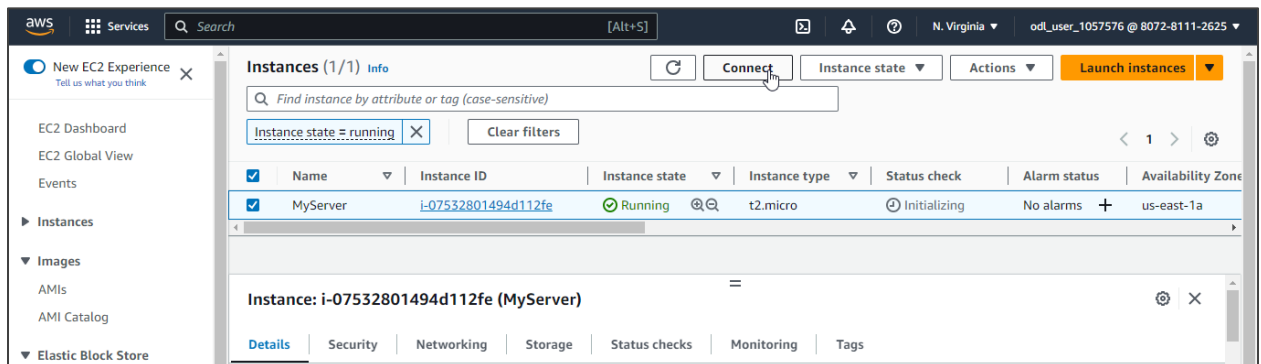 aws Services Search [Alt+S] N. Virginia ▼ odl_user_1057576 @ 8072-8111-2625 ▼
New EC2 Experience
Tell us what you think
EC2 Dashboard
EC2 Global View
Events
Instances
Images
AMIs
AMI Catalog
Elastic Block Store
Instances (1/1) Info
Connect Instance state ▼ Actions ▼ Launch instances ▼
Find instance by attribute or tag (case-sensitive)
Instance state = running Clear filters
1
Name Instance ID Instance state Instance type Status check Alarm status Availability Zone
MyServer i-07532801494d112fe Running t2.micro Initializing No alarms + us-east-1a
Instance: i-07532801494d112fe (MyServer)
Details Security Networking Storage Status checks Monitoring Tags